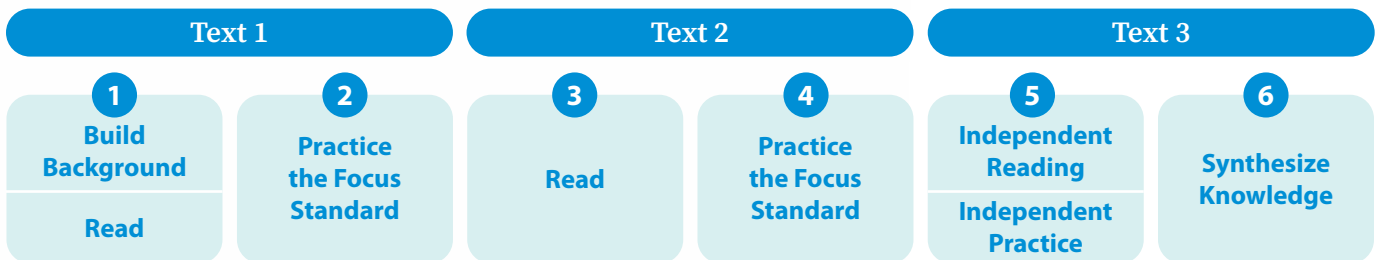 Text 1
Text 2
Text 3
1
Build
Background
Read
2
Practice
the Focus
Standard
3
Read
4
Practice
the Focus
Standard
5
Independent
Reading
Independent
Practice
6
Synthesize
Knowledge